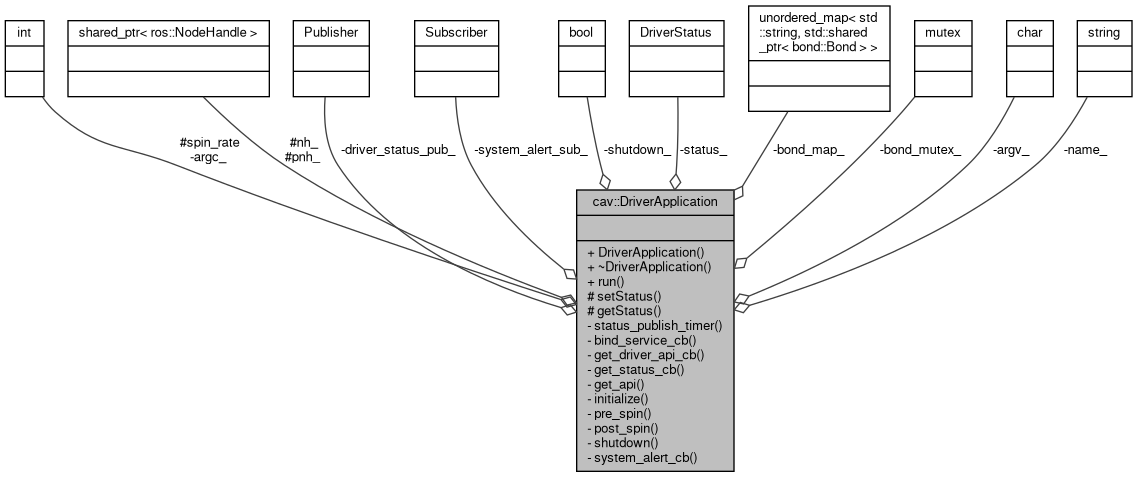 int
shared_ptr< ros::NodeHandle >
Publisher
Subscriber
bool
DriverStatus
unordered_map< std
::string, std::shared
_ptr< bond::Bond > >
mutex
char
string
#spin_rate
-argc_
#nh_
#pnh_
-driver_status_pub_
-system_alert_sub_
-shutdown_
-status_
-bond_map_
-bond_mutex_
-argv_
-name_
cav::DriverApplication
+ DriverApplication()
+ ~DriverApplication()
+ run()
# setStatus()
# getStatus()
- status_publish_timer()
- bind_service_cb()
- get_driver_api_cb()
- get_status_cb()
- get_api()
- initialize()
- pre_spin()
- post_spin()
- shutdown()
- system_alert_cb()